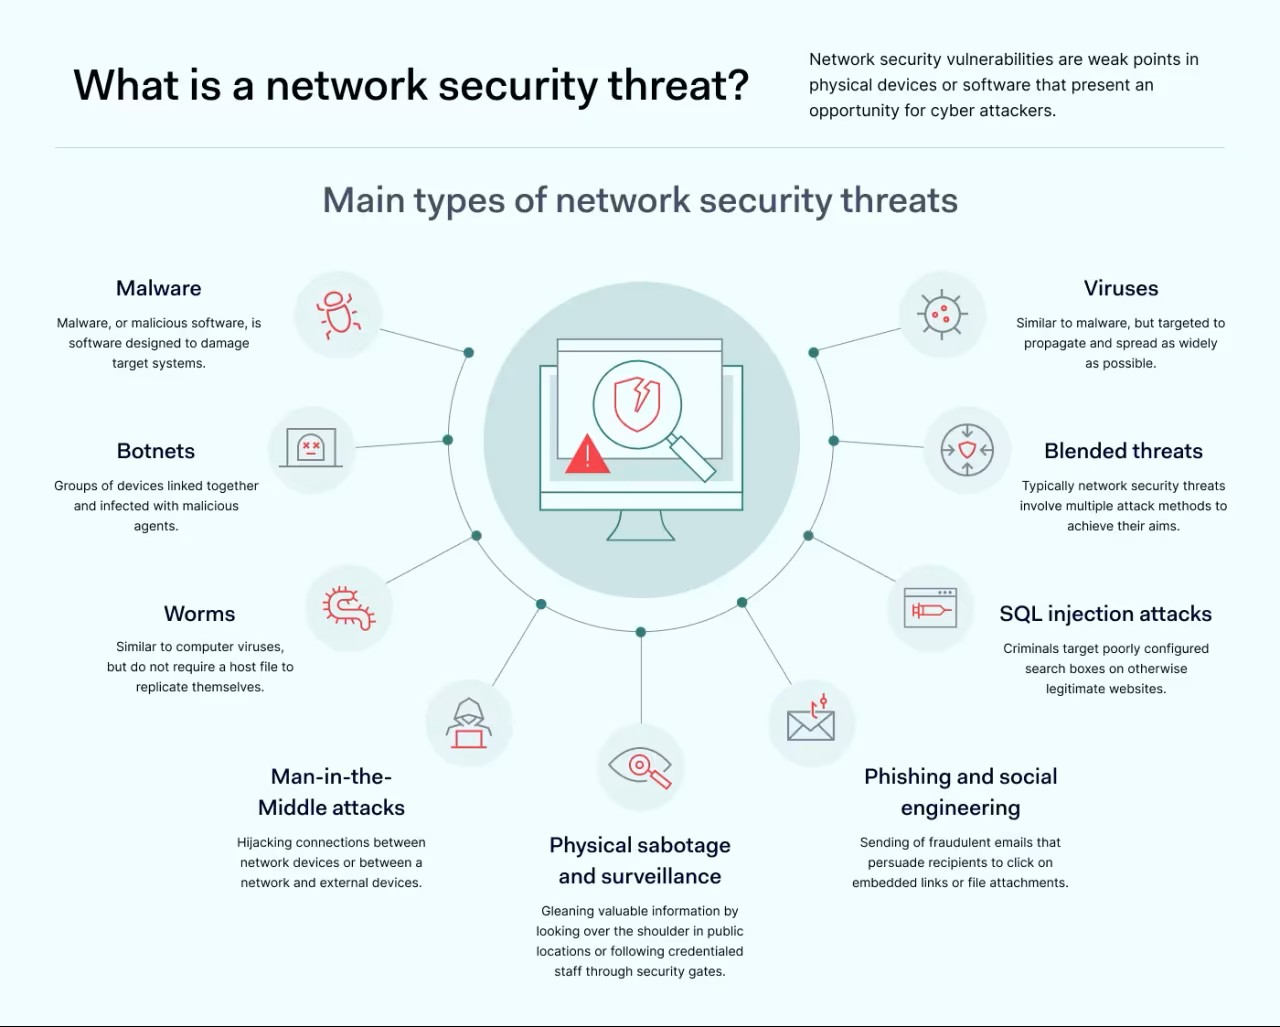 What is a network security threat?
Network security vulnerabilities are weak points in
physical devices or software that present an
opportunity for cyber attackers.
Main types of network security threats
Malware
Malware, or malicious software, is
software designed to damage
target systems.
Viruses
Similar to malware, but targeted to
propagate and spread as widely
as possible.
Botnets
Groups of devices linked together
and infected with malicious
agents.
Blended threats
Typically network security threats
involve multiple attack methods to
achieve their aims.
Worms
Similar to computer viruses,
but do not require a host file to
replicate themselves.
SQL injection attacks
Criminals target poorly configured
search boxes on otherwise
legitimate websites.
Man-in-the-
Middle attacks
Hijacking connections between
network devices or between a
network and external devices.
Physical sabotage
and surveillance
Gleaning valuable information by
looking over the shoulder in public
locations or following credentialed
staff through security gates.
Phishing and social
engineering
Sending of fraudulent emails that
persuade recipients to click on
embedded links or file attachments.